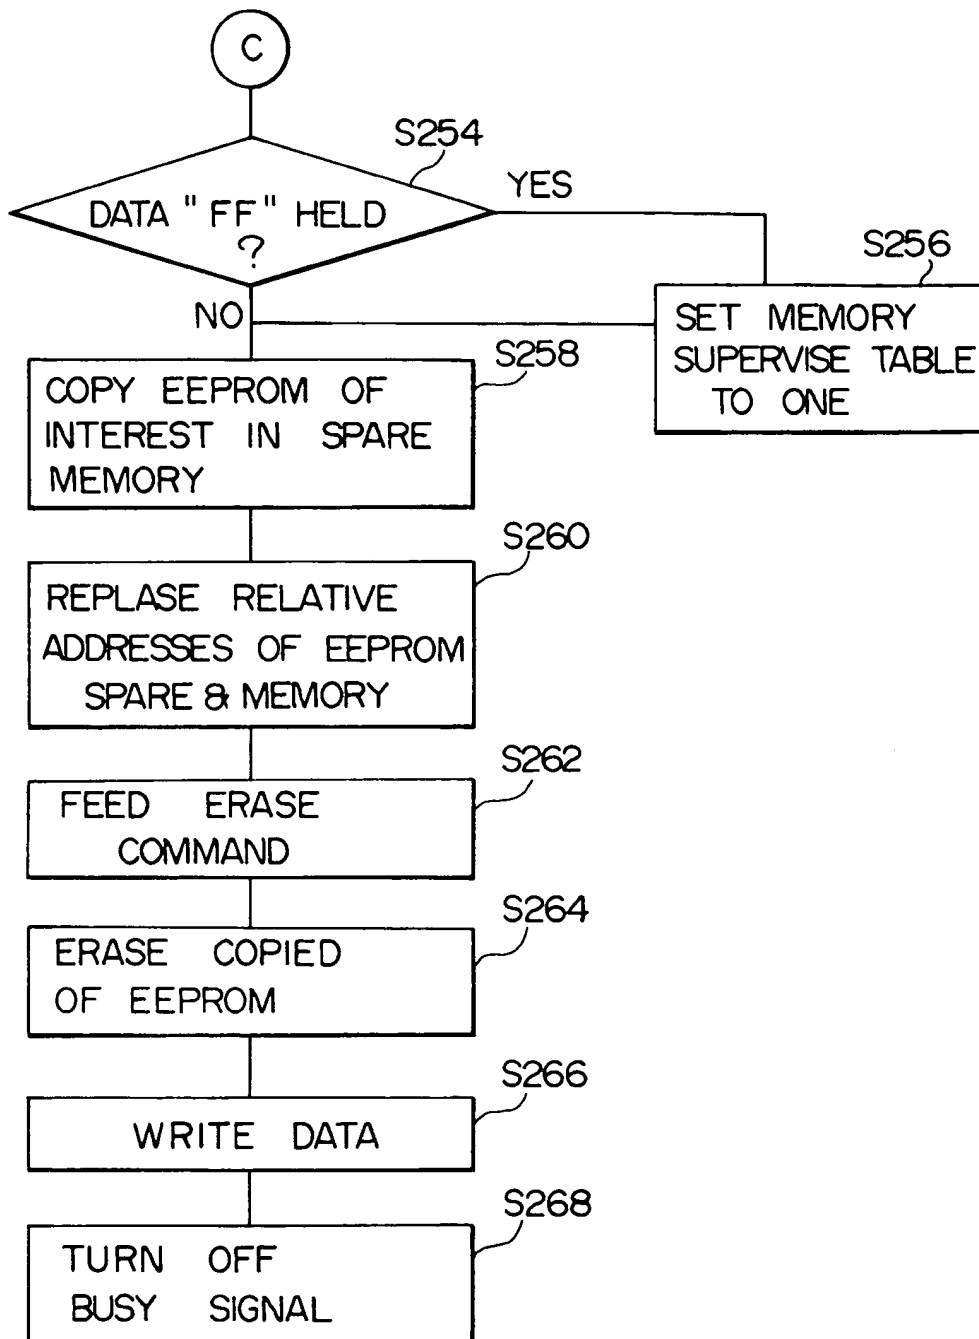 C
S254
DATA "FF" HELD
?
YES
NO
S256
SET MEMORY
SUPERVISE TABLE
TO ONE
S258
COPY EEPROM OF
INTEREST IN SPARE
MEMORY
S260
REPLASE RELATIVE
ADDRESSES OF EEPROM
SPARE & MEMORY
S262
FEED ERASE
COMMAND
S264
ERASE COPIED
OF EEPROM
S266
WRITE DATA
S268
TURN OFF
BUSY SIGNAL